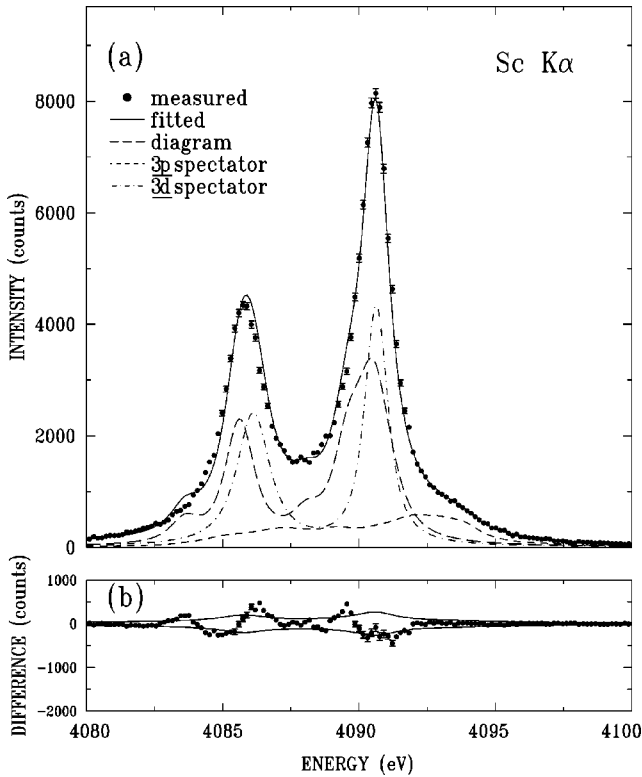 (a)
Sc Kα
measured
fitted
diagram
3p spectator
3d spectator
8000
6000
4000
2000
0
INTENSITY (counts)
(b)
1000
0
-1000
-2000
DIFFERENCE (counts)
4080
4085
4090
4095
4100
ENERGY (eV)